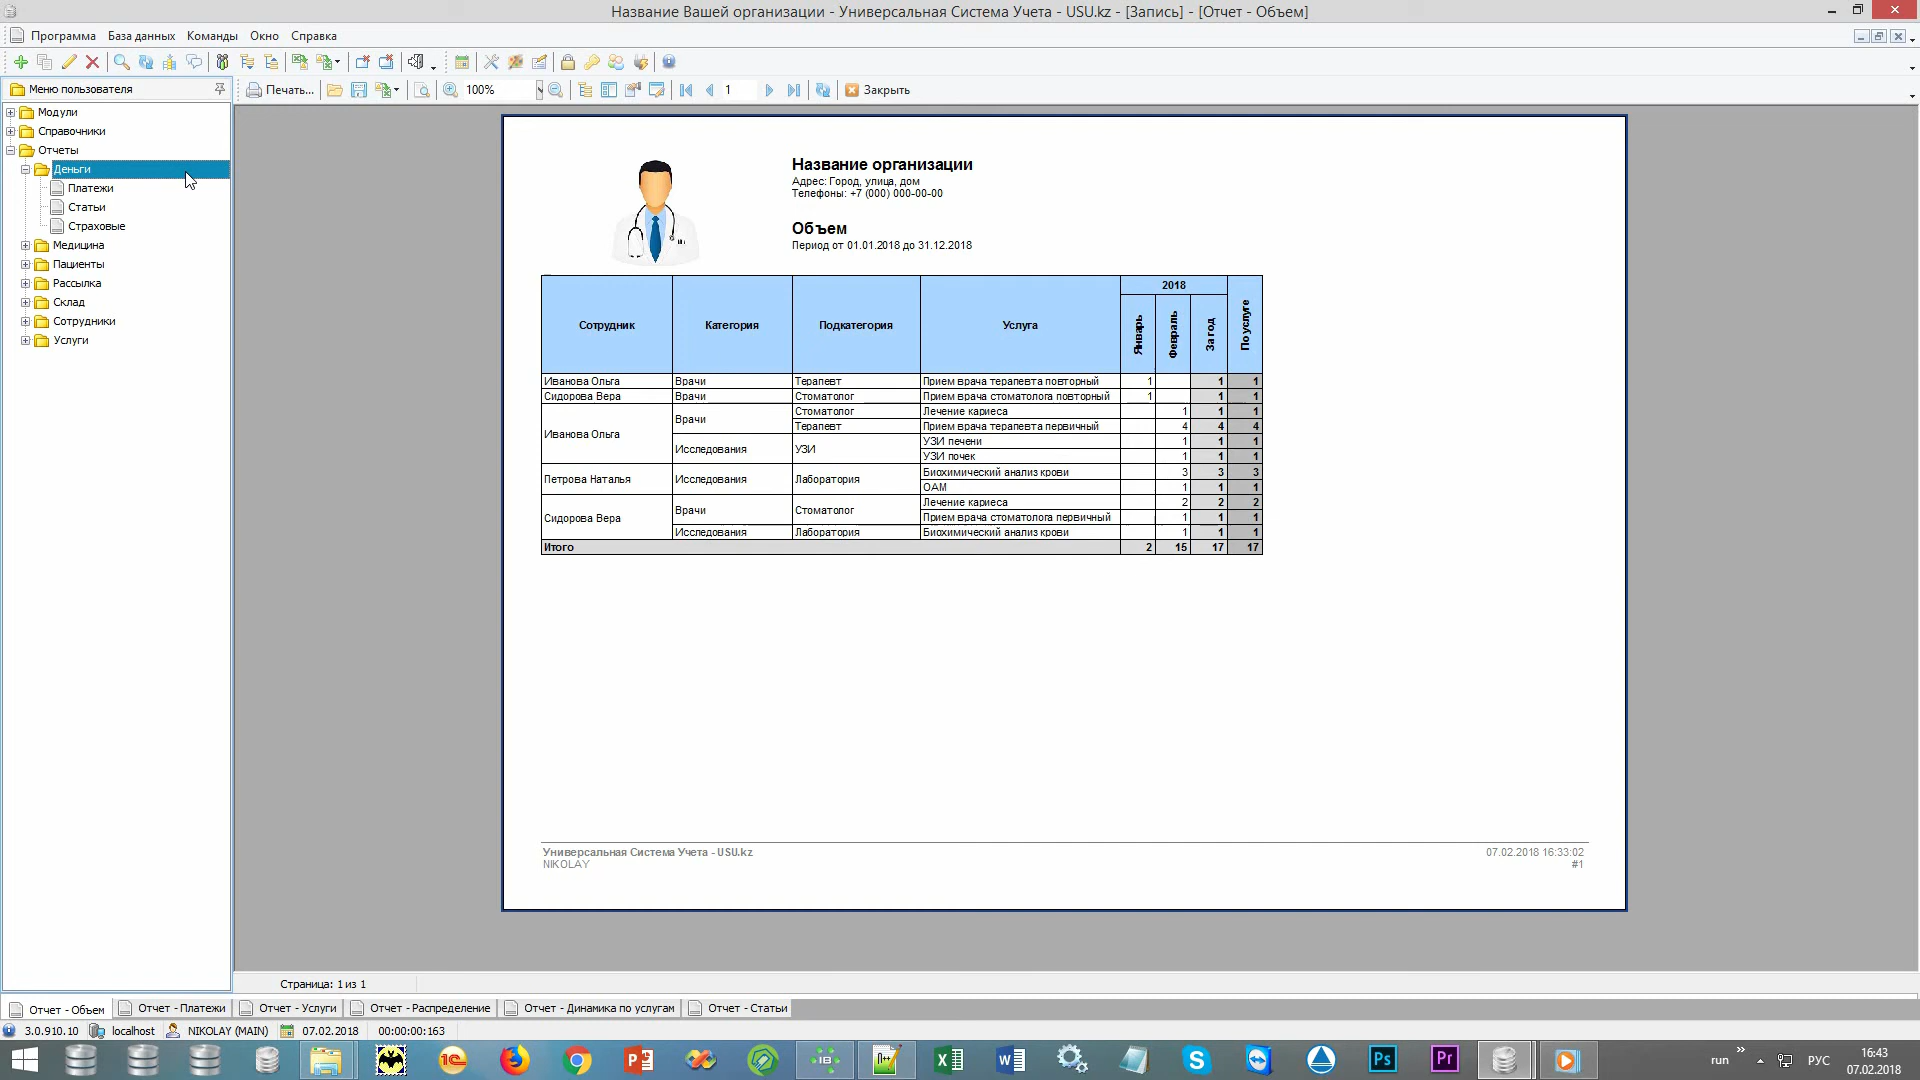 Название Вашей организации - Универсальная Система Учета - USU.kz - [Запись] - [Отчет - Объем]
Программа База данных Команды Окно Справка
Меню пользователя
Печать... 100% 1 Закрыть
Модули
Справочники
Отчеты
Деньги
Платежи
Статьи
Страховые
Медицина
Пациенты
Рассылка
Склад
Сотрудники
Услуги
Название организации
Адрес: Город, улица, дом
Телефоны: +7 (000) 000-00-00
Объем
Период от 01.01.2018 до 31.12.2018
Сотрудник Категория Подкатегория Услуга 2018 По услуге
Январь Февраль За год
Иванова Ольга Врачи Терапевт Прием врача терапевта повторный 1 1 1
Сидорова Вера Врачи Стоматолог Прием врача стоматолога повторный 1 1 1
Иванова Ольга Врачи Стоматолог Лечение кариеса 1 1 1
Терапевт Прием врача терапевта первичный 4 4 4
Исследования УЗИ УЗИ печени 1 1 1
УЗИ почек 1 1 1
Петрова Наталья Исследования Лаборатория Биохимический анализ крови 3 3 3
ОАМ 1 1 1
Сидорова Вера Врачи Стоматолог Лечение кариеса 2 2 2
Прием врача стоматолога первичный 1 1 1
Исследования Лаборатория Биохимический анализ крови 1 1 1
Итого 2 15 17 17
Универсальная Система Учета - USU.kz 07.02.2018 16:33:02
NIKOLAY #1
Страница: 1 из 1
Отчет - Объем Отчет - Платежи Отчет - Услуги Отчет - Распределение Отчет - Динамика по услугам Отчет - Статьи
3.0.910.10 localhost NIKOLAY (MAIN) 07.02.2018 00:00:00:163
run » РУС 16:43
07.02.2018